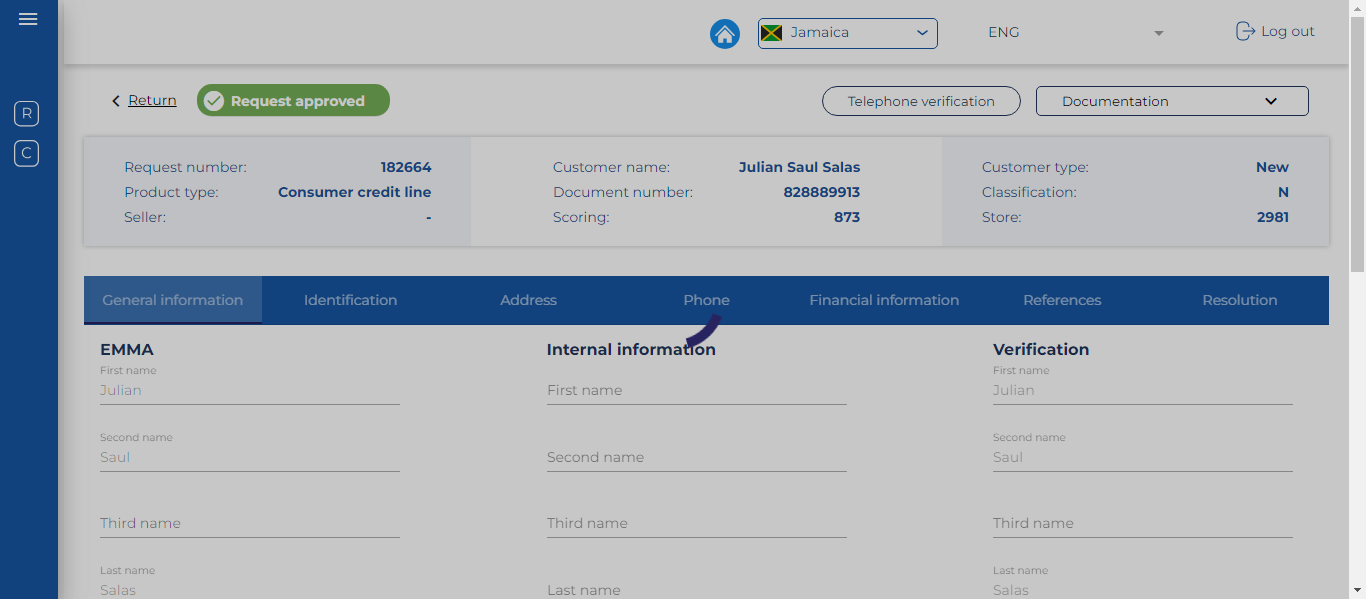 Jamaica
ENG
Log out
R
C
Return
Request approved
Telephone verification
Documentation
Request number: 182664
Product type: Consumer credit line
Seller: -
Customer name: Julian Saul Salas
Document number: 828889913
Scoring: 873
Customer type: New
Classification: N
Store: 2981
General information Identification Address Phone Financial information References Resolution
EMMA
First name
Julian
Second name
Saul
Third name
Last name
Salas
Internal information
First name
Second name
Third name
Last name
Verification
First name
Julian
Second name
Saul
Third name
Last name
Salas